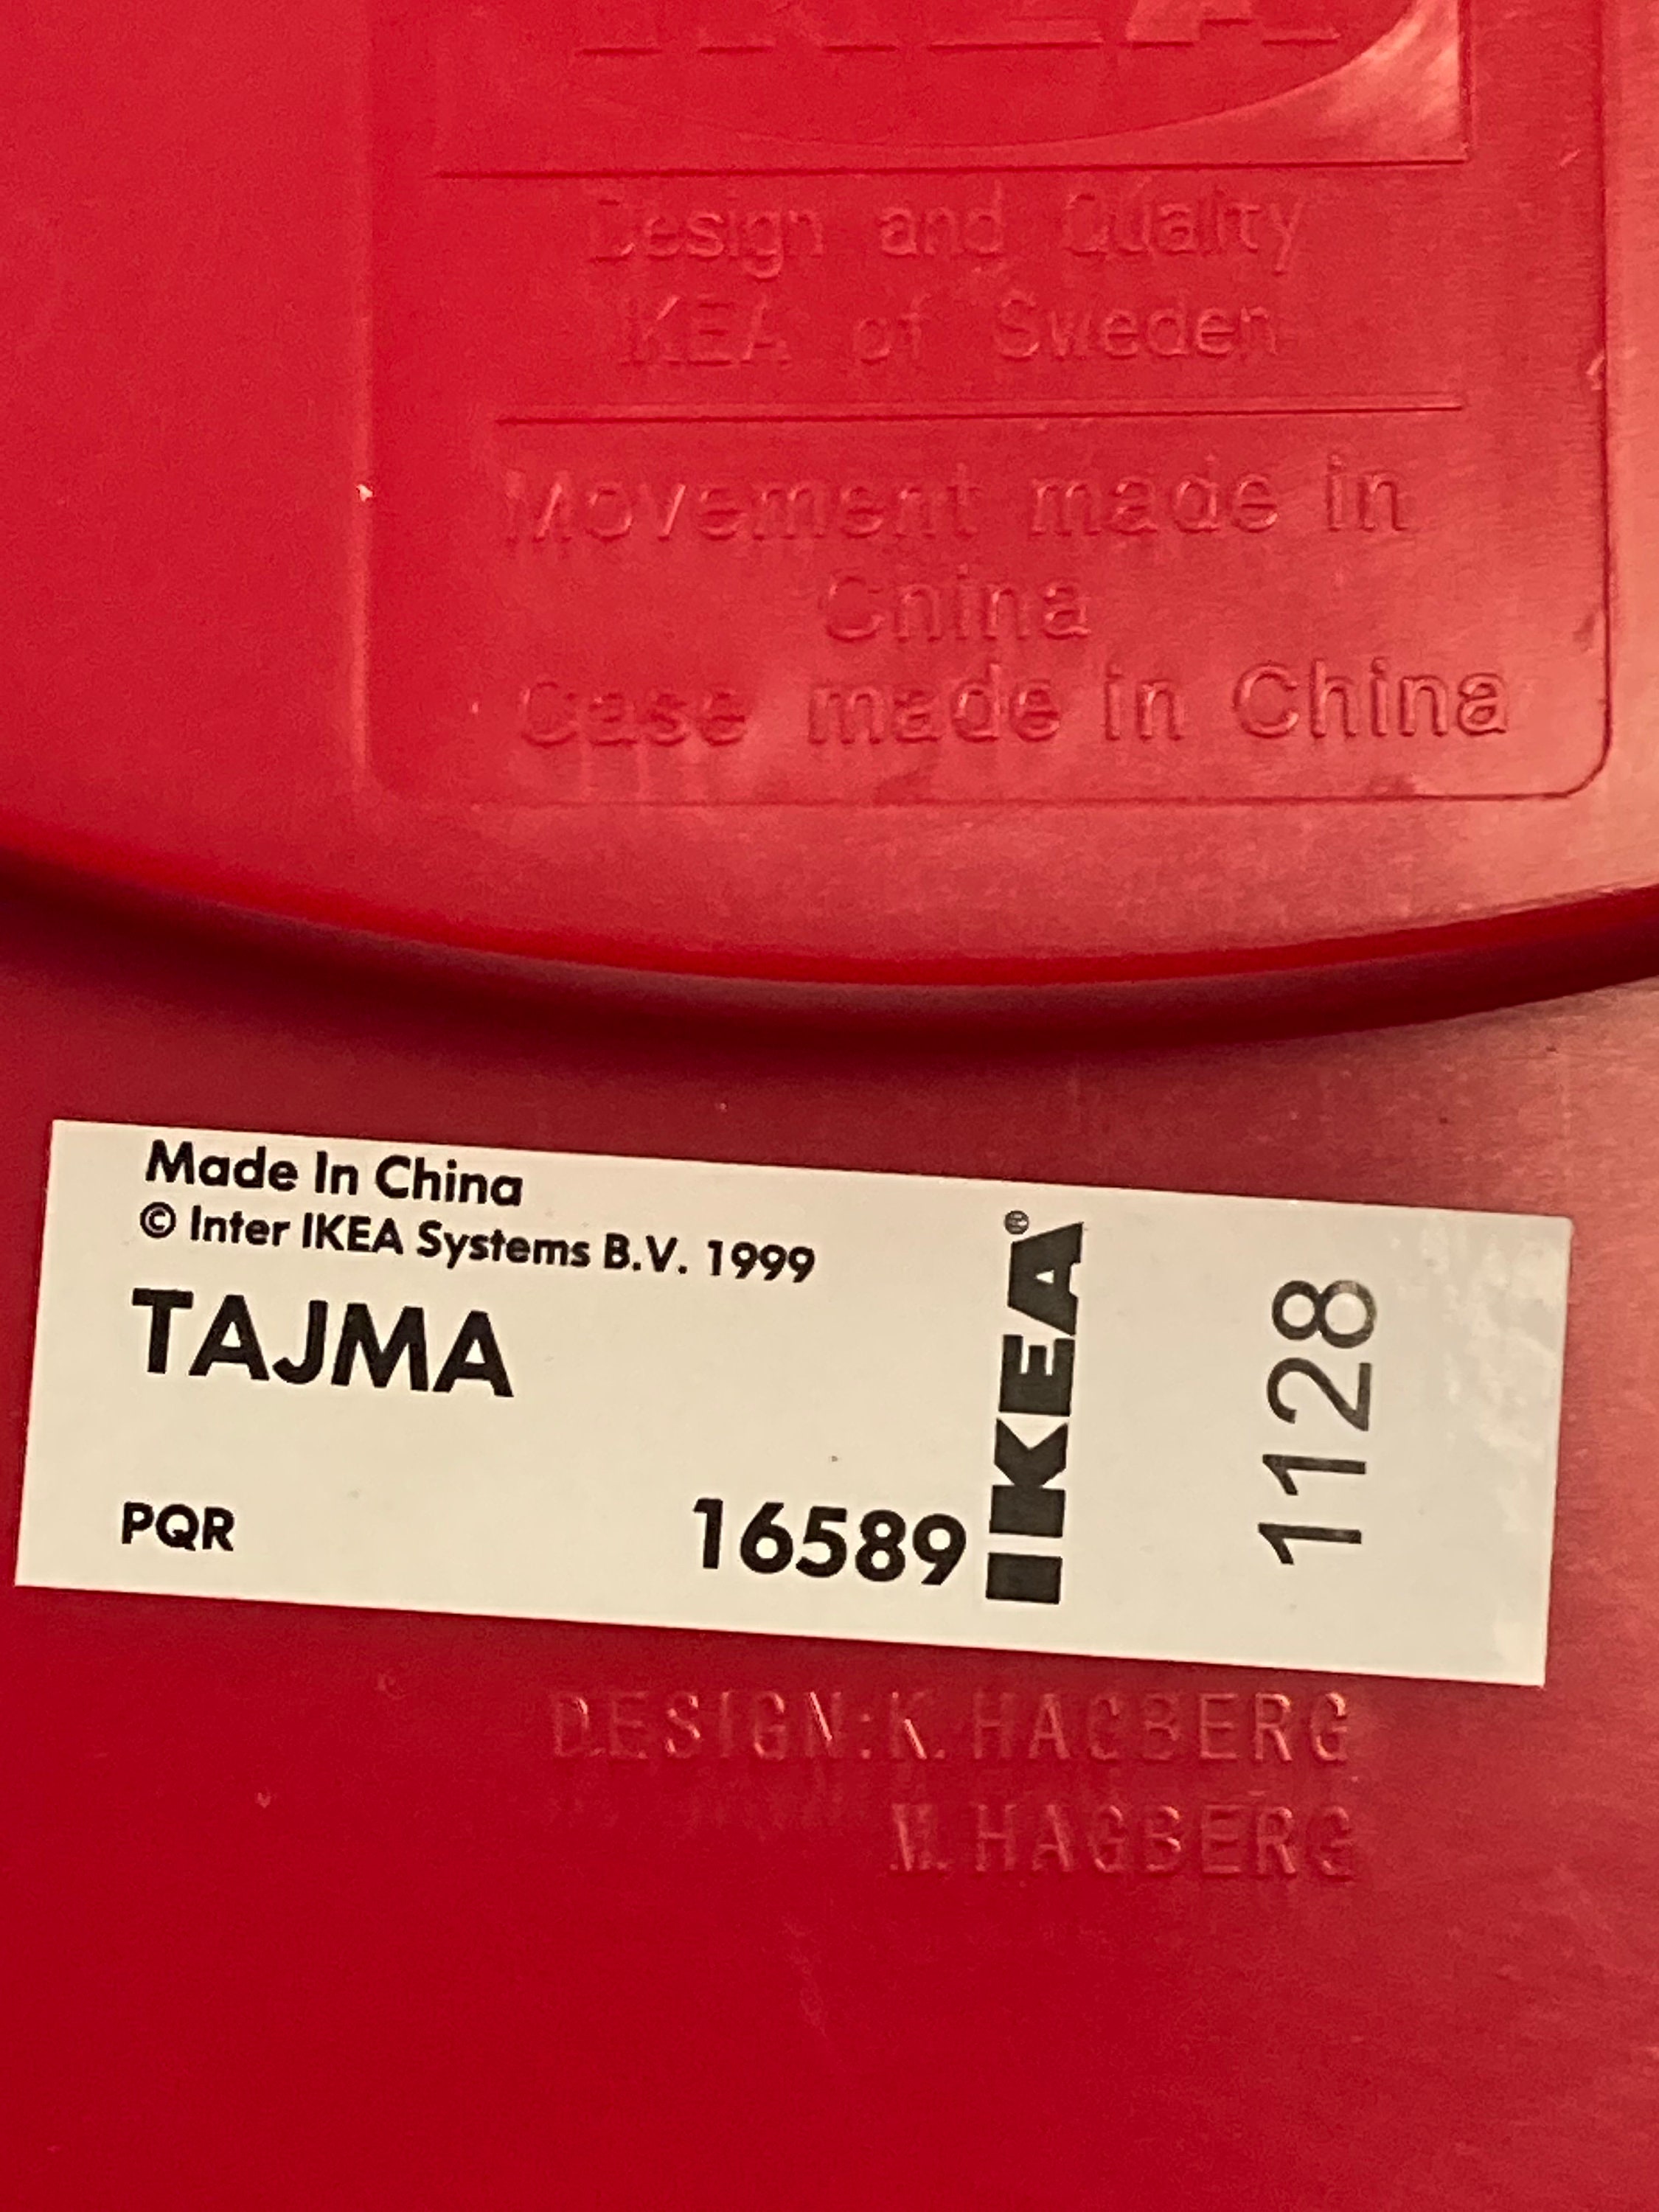 IKEA
Design and Quality
IKEA of Sweden
Movement made in
China
Case made in China
Made In China
© Inter IKEA Systems B.V. 1999
TAJMA
PQR
16589
IKEA®
1128
DESIGN:K.HAGBERG
M.HAGBERG